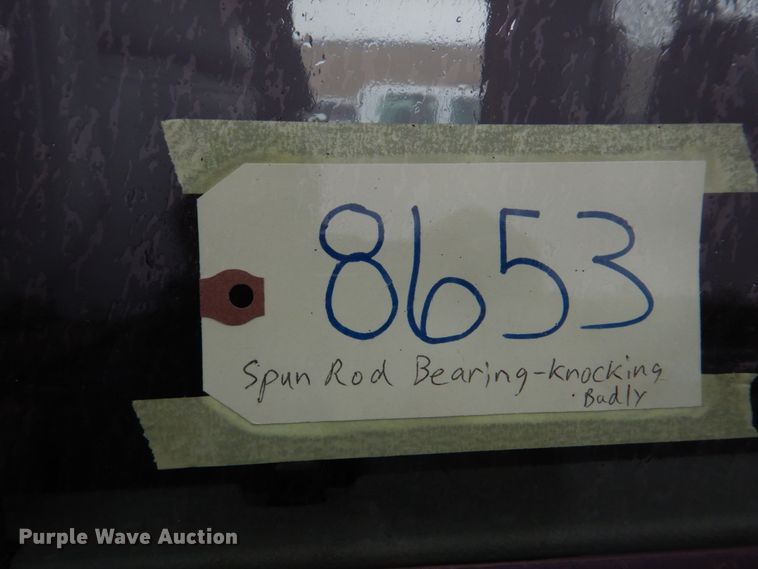 8653
Spun Rod Bearing-Knocking
Badly
Purple Wave Auction